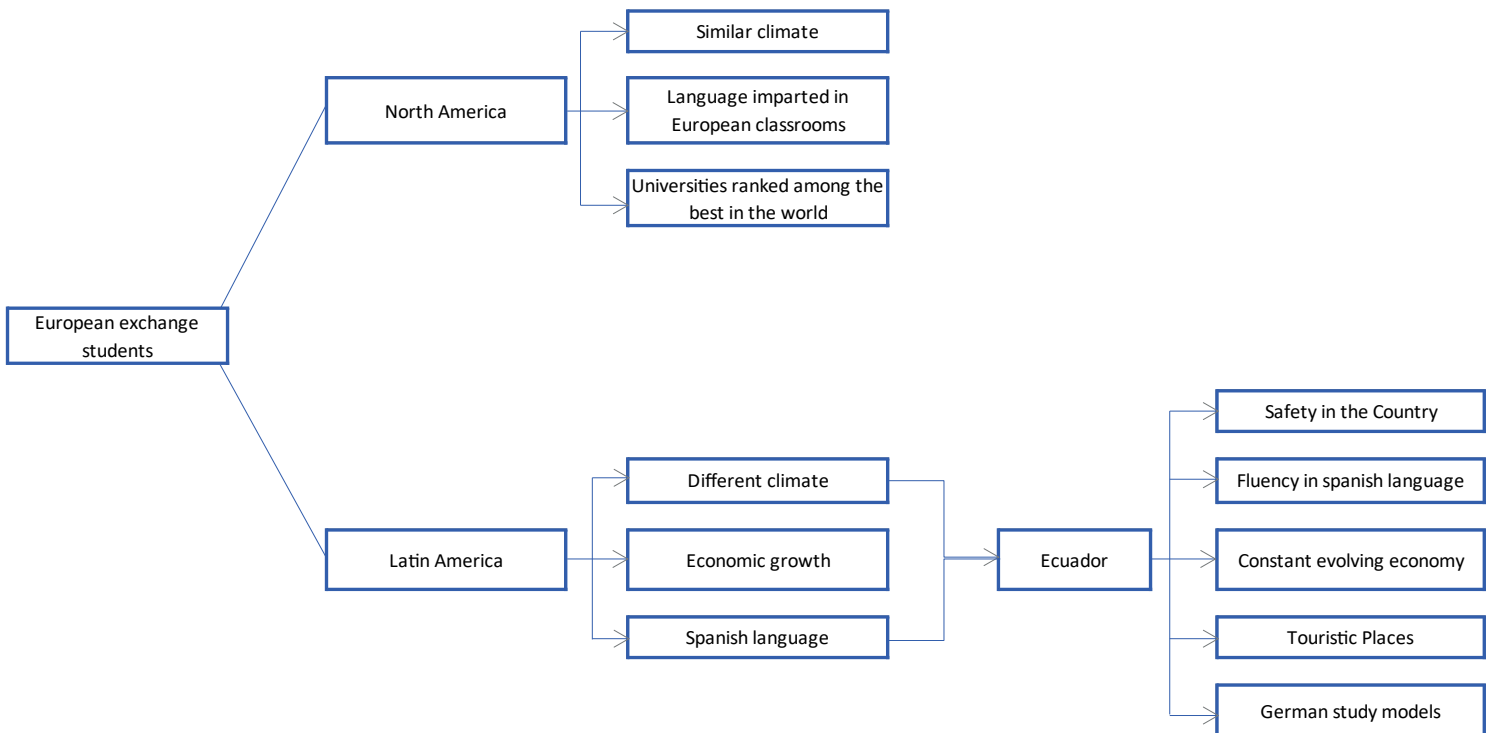 Similar climate
North America
Language imparted in
European classrooms
Universities ranked among the
best in the world
European exchange
students
Safety in the Country
Different climate
Fluency in spanish language
Latin America
Economic growth
Ecuador
Constant evolving economy
Spanish language
Touristic Places
German study models